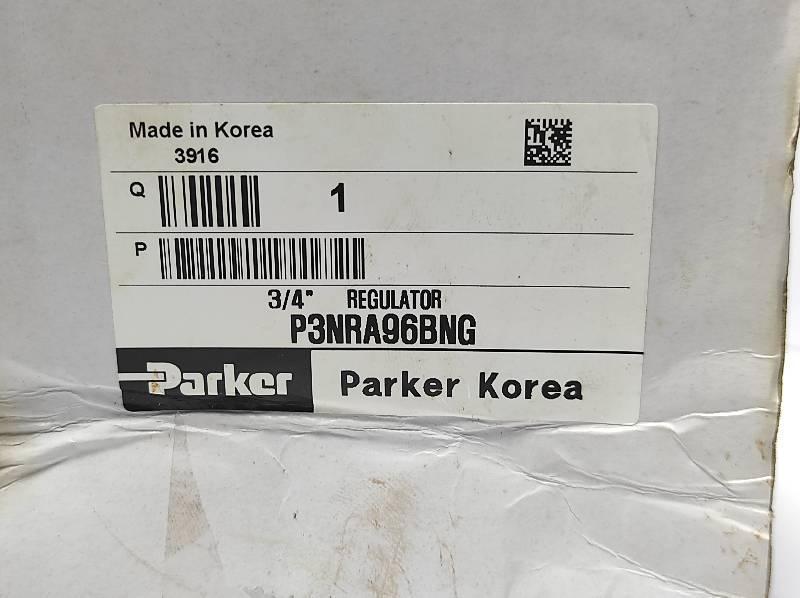 Made in Korea
3916
Q 1
P
3/4" REGULATOR
P3NRA96BNG
Parker Parker Korea